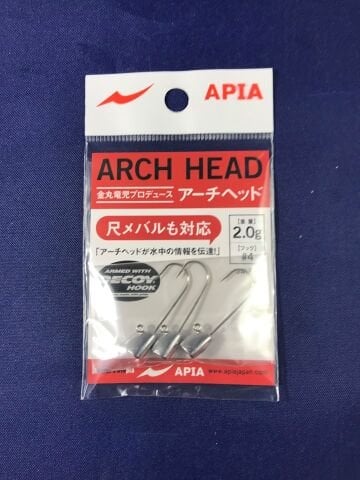 APIA
ARCH HEAD
金丸竜児プロデュース アーチヘッド
尺メバルも対応
「アーチヘッドが水中の情報を伝達!」
[重量]
2.0g
[フック]
#4
ARMED WITH
DECOY
HOOK
APIA
www.apiajapan.com